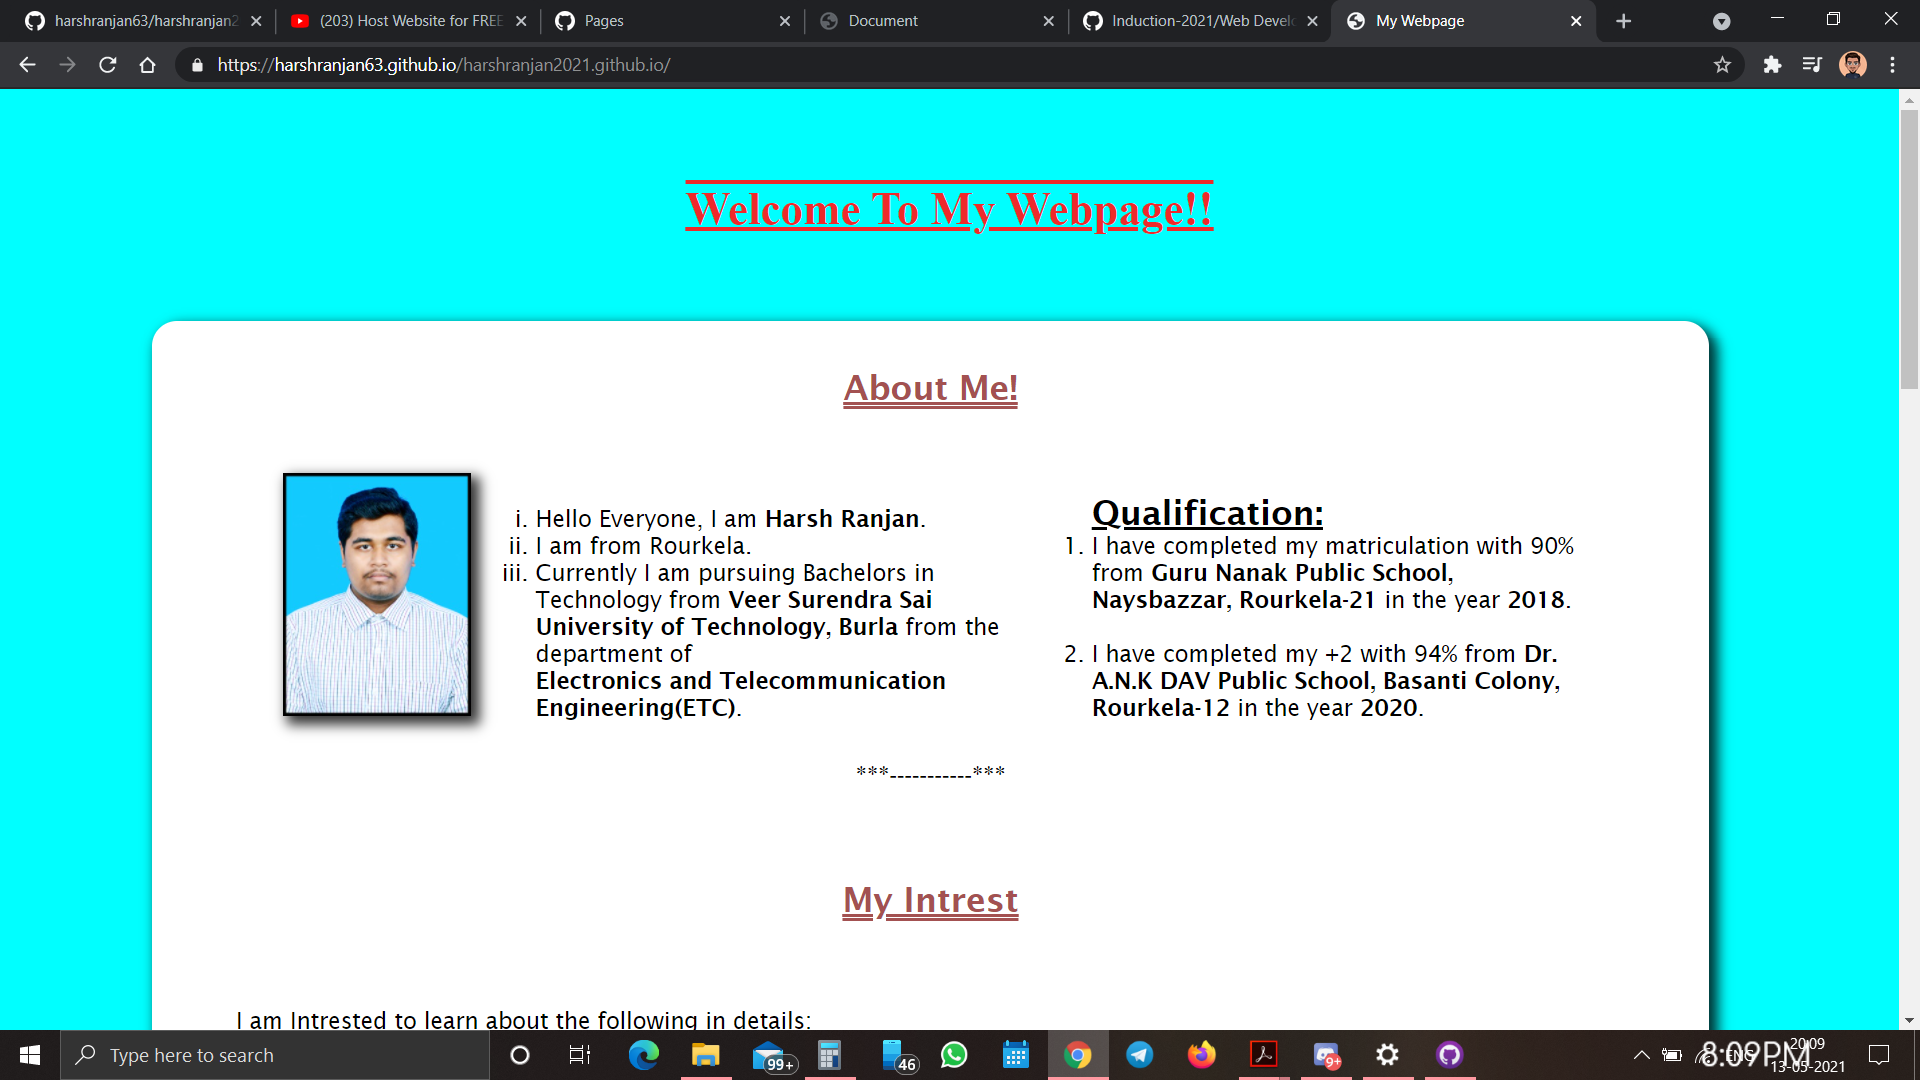 harshranjan63/harshranjan2
(203) Host Website for FREE
Pages
Document
Induction-2021/Web Develo
My Webpage
https://harshranjan63.github.io/harshranjan2021.github.io/
Welcome To My Webpage!!
About Me!
i. Hello Everyone, I am Harsh Ranjan.
ii. I am from Rourkela.
iii. Currently I am pursuing Bachelors in
Technology from Veer Surendra Sai
University of Technology, Burla from the
department of
Electronics and Telecommunication
Engineering(ETC).
Qualification:
1. I have completed my matriculation with 90%
from Guru Nanak Public School,
Naysbazzar, Rourkela-21 in the year 2018.
2. I have completed my +2 with 94% from Dr.
A.N.K DAV Public School, Basanti Colony,
Rourkela-12 in the year 2020.
***-----------***
My Intrest
I am Intrested to learn about the following in details:
Type here to search
99+
46
9+
ENG
8:09PM
20:09
13-05-2021